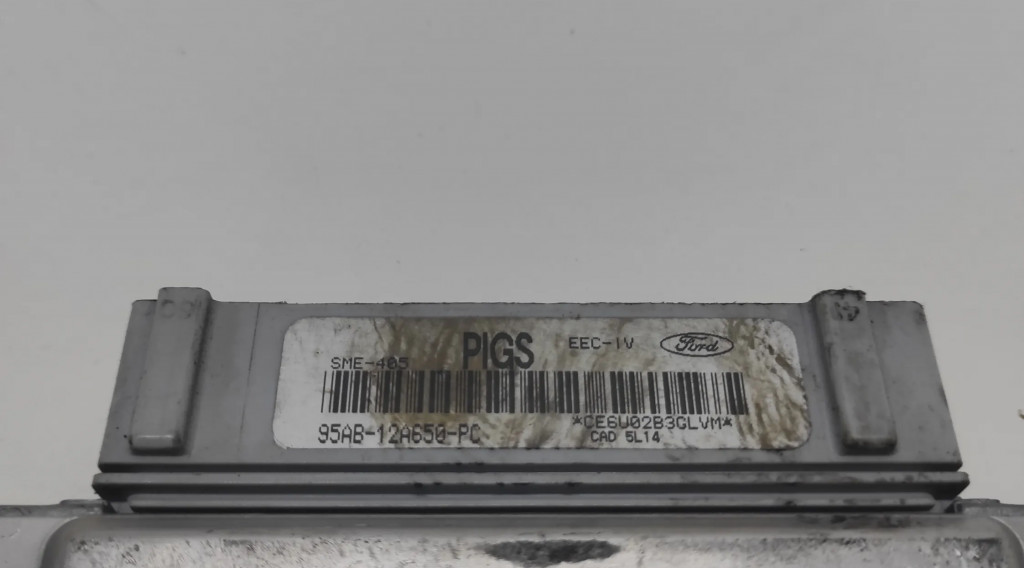 PIGS EEC-IV Ford
SME-405
*CE6U02B3GLVM*
95AB-12A650-PC
CAD 5L14